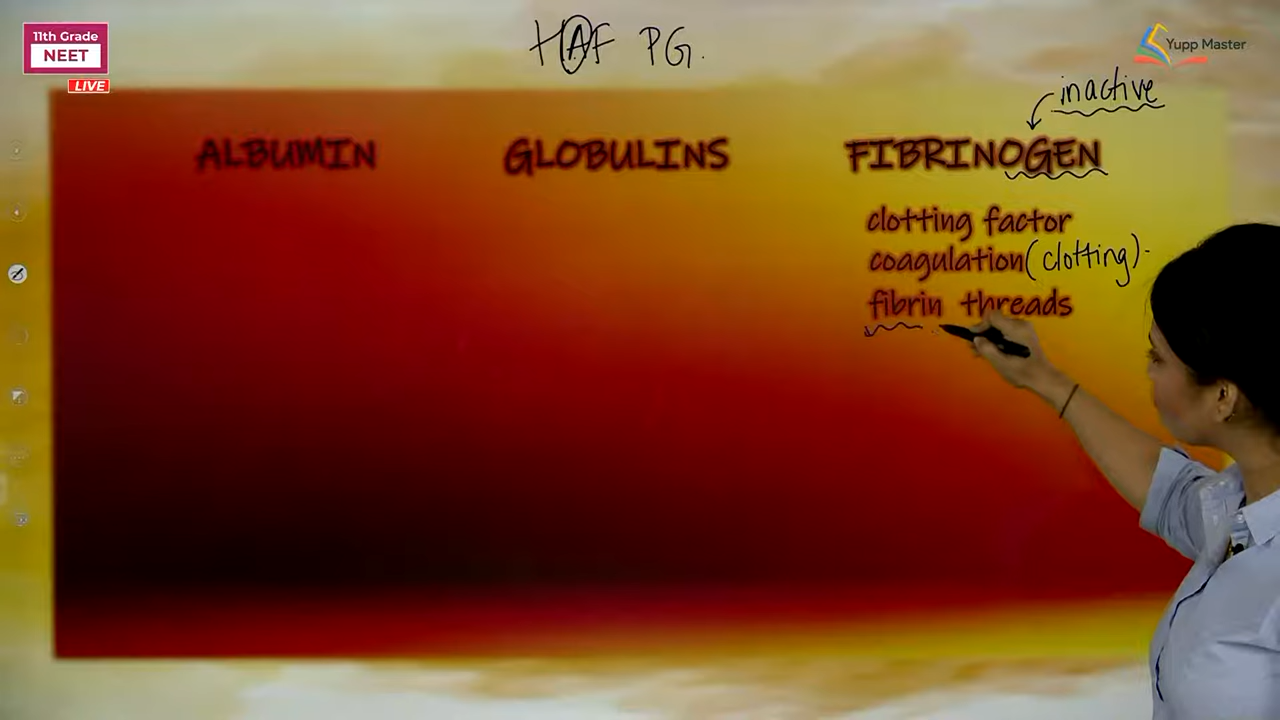 11th Grade
NEET
LIVE
HAF PG.
Yupp Master
inactive
ALBUMIN GLOBULINS FIBRINOGEN
clotting factor
coagulation (clotting)
fibrin threads